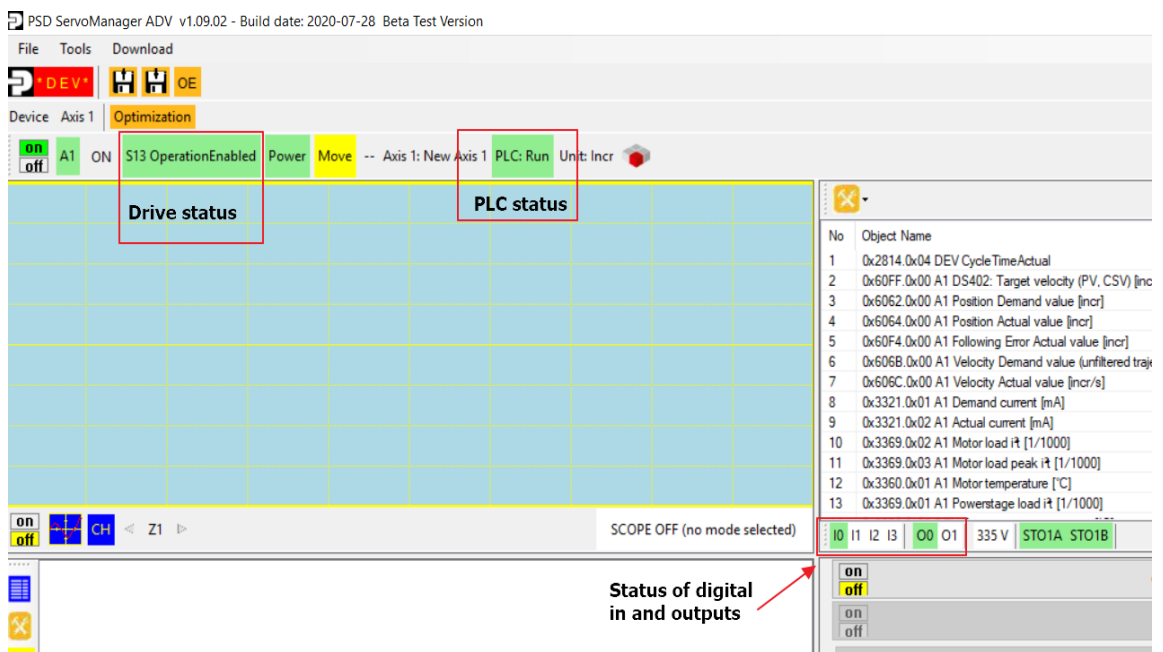 PSD ServoManager ADV v1.09.02 - Build date: 2020-07-28 Beta Test Version
File Tools Download
*DEV* OE
Device Axis 1 Optimization
on
off
A1 ON S13 OperationEnabled Power Move -- Axis 1: New Axis 1 PLC: Run Unit: Incr
Drive status
PLC status
No Object Name
1 0x2814.0x04 DEV CycleTimeActual
2 0x60FF.0x00 A1 DS402: Target velocity (PV, CSV) [inc
3 0x6062.0x00 A1 Position Demand value [incr]
4 0x6064.0x00 A1 Position Actual value [incr]
5 0x60F4.0x00 A1 Following Error Actual value [incr]
6 0x606B.0x00 A1 Velocity Demand value (unfiltered traje
7 0x606C.0x00 A1 Velocity Actual value [incr/s]
8 0x3321.0x01 A1 Demand current [mA]
9 0x3321.0x02 A1 Actual current [mA]
10 0x3369.0x02 A1 Motor load i²t [1/1000]
11 0x3369.0x03 A1 Motor load peak i²t [1/1000]
12 0x3360.0x01 A1 Motor temperature [°C]
13 0x3369.0x01 A1 Powerstage load i²t [1/1000]
on
off
CH < Z1 SCOPE OFF (no mode selected)
I0 I1 I2 I3 O0 O1 335 V STO1A STO1B
Status of digital
in and outputs
on
off
on
off